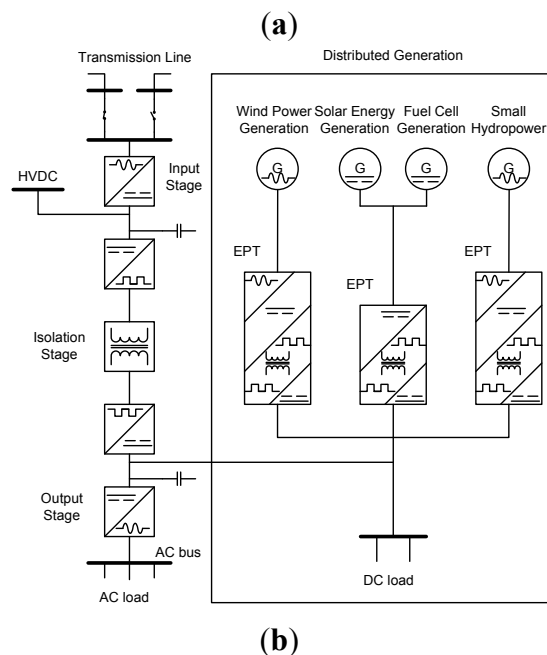 (a)
Transmission Line
Distributed Generation
Wind Power Solar Energy Fuel Cell Small
Generation Generation Generation Hydropower
G G G G
Input
Stage
HVDC
EPT
EPT
EPT
Isolation
Stage
Output
Stage
AC bus
AC load
DC load
(b)